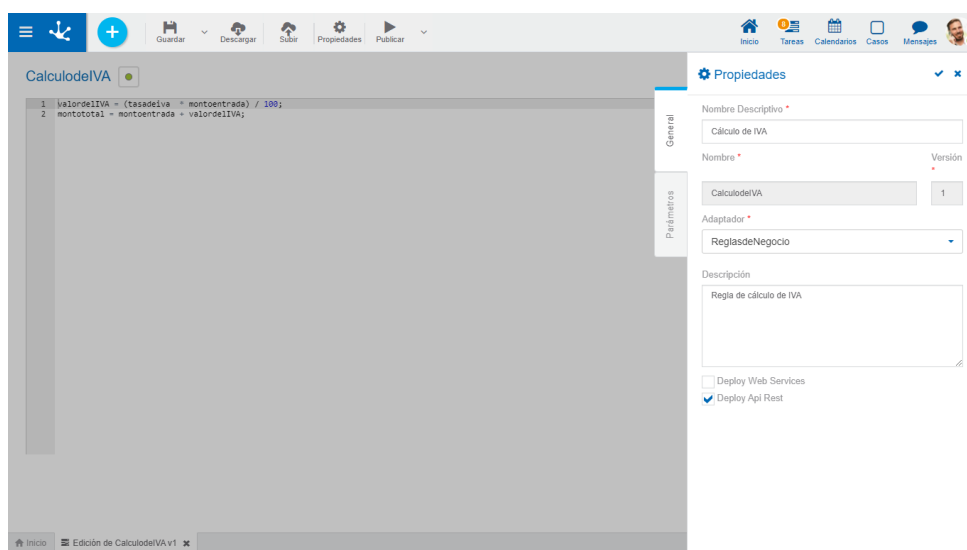 Guardar
Descargar
Subir
Propiedades
Publicar
Inicio
6
Tareas
Calendarios
Casos
Mensajes
CalculodeIVA
1 valordelIVA = (tasadeiva * montoentrada) / 100;
2 montototal = montoentrada + valordelIVA;
General
Parámetros
Propiedades
Nombre Descriptivo *
Cálculo de IVA
Nombre * Versión *
CalculodeIVA 1
Adaptador *
ReglasdeNegocio
Descripción
Regla de cálculo de IVA
Deploy Web Services
Deploy Api Rest
Inicio
Edición de CalculodeIVA v1